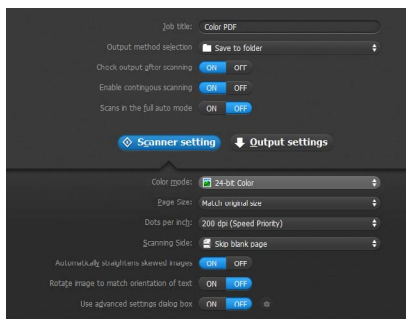 Job title: Color PDF
Output method selection Save to folder
Check output after scanning ON OFF
Enable continuous scanning ON OFF
Scans in the full auto mode ON OFF
Scanner setting Output settings
Color mode: 24-bit Color
Page Size: Match original size
Dots per inch: 200 dpi (Speed Priority)
Scanning Side: Skip blank page
Automatically straightens skewed images ON OFF
Rotate image to match orientation of text ON OFF
Use advanced settings dialog box ON OFF